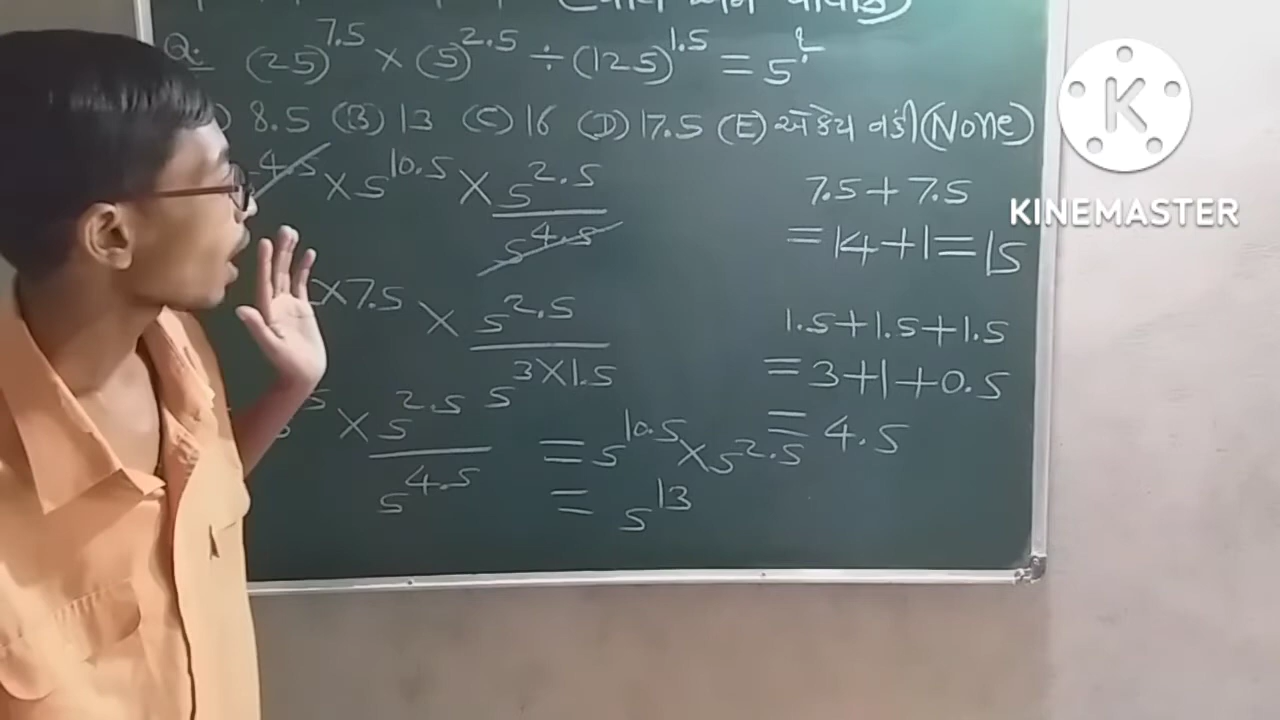 Q. (25)^7.5 × (5)^2.5 ÷ (125)^1.5 = 5^?
) 8.5 (B) 13 (C) 16 (D) 17.5 (E) એકેય નહીં (None)
4.5 × 5^10.5 × 5^2.5 / 5^4.5
×7.5 × 5^2.5 / 5^3×1.5
5 × 5^2.5 / 5^4.5 = 5^10.5 × 5^2.5
= 5^13
7.5 + 7.5
= 14 + 1 = 15
1.5 + 1.5 + 1.5
= 3 + 1 + 0.5
= 4.5
K
KINEMASTER